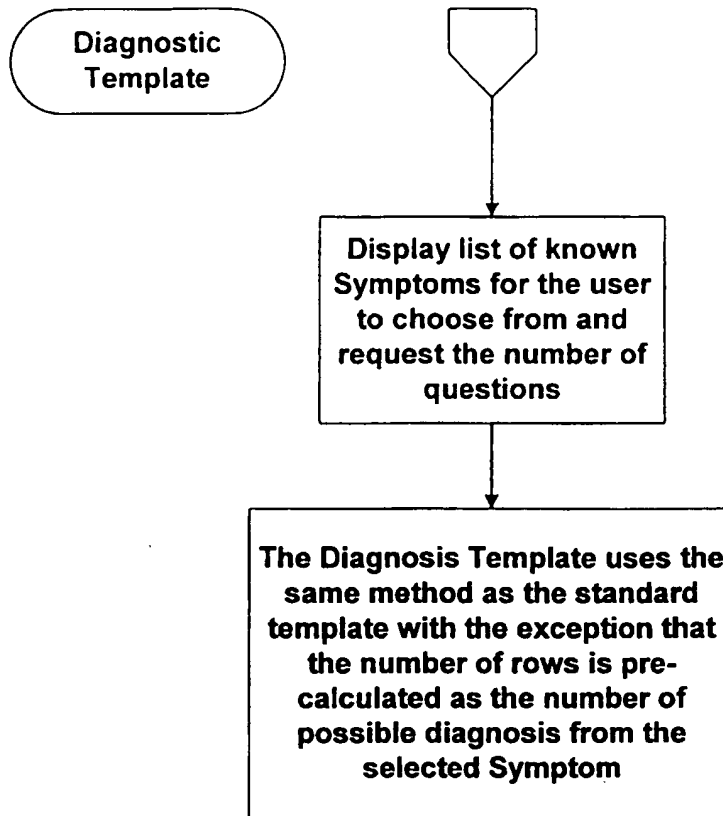 Diagnostic
Template
Display list of known
Symptoms for the user
to choose from and
request the number of
questions
The Diagnosis Template uses the
same method as the standard
template with the exception that
the number of rows is pre-
calculated as the number of
possible diagnosis from the
selected Symptom